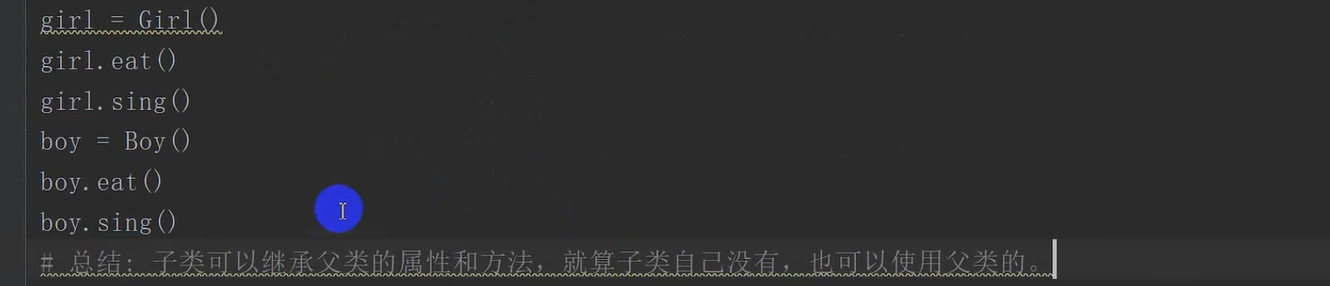 girl = Girl()
girl.eat()
girl.sing()
boy = Boy()
boy.eat()
boy.sing()
# 总结: 子类可以继承父类的属性和方法，就算子类自己没有，也可以使用父类的。